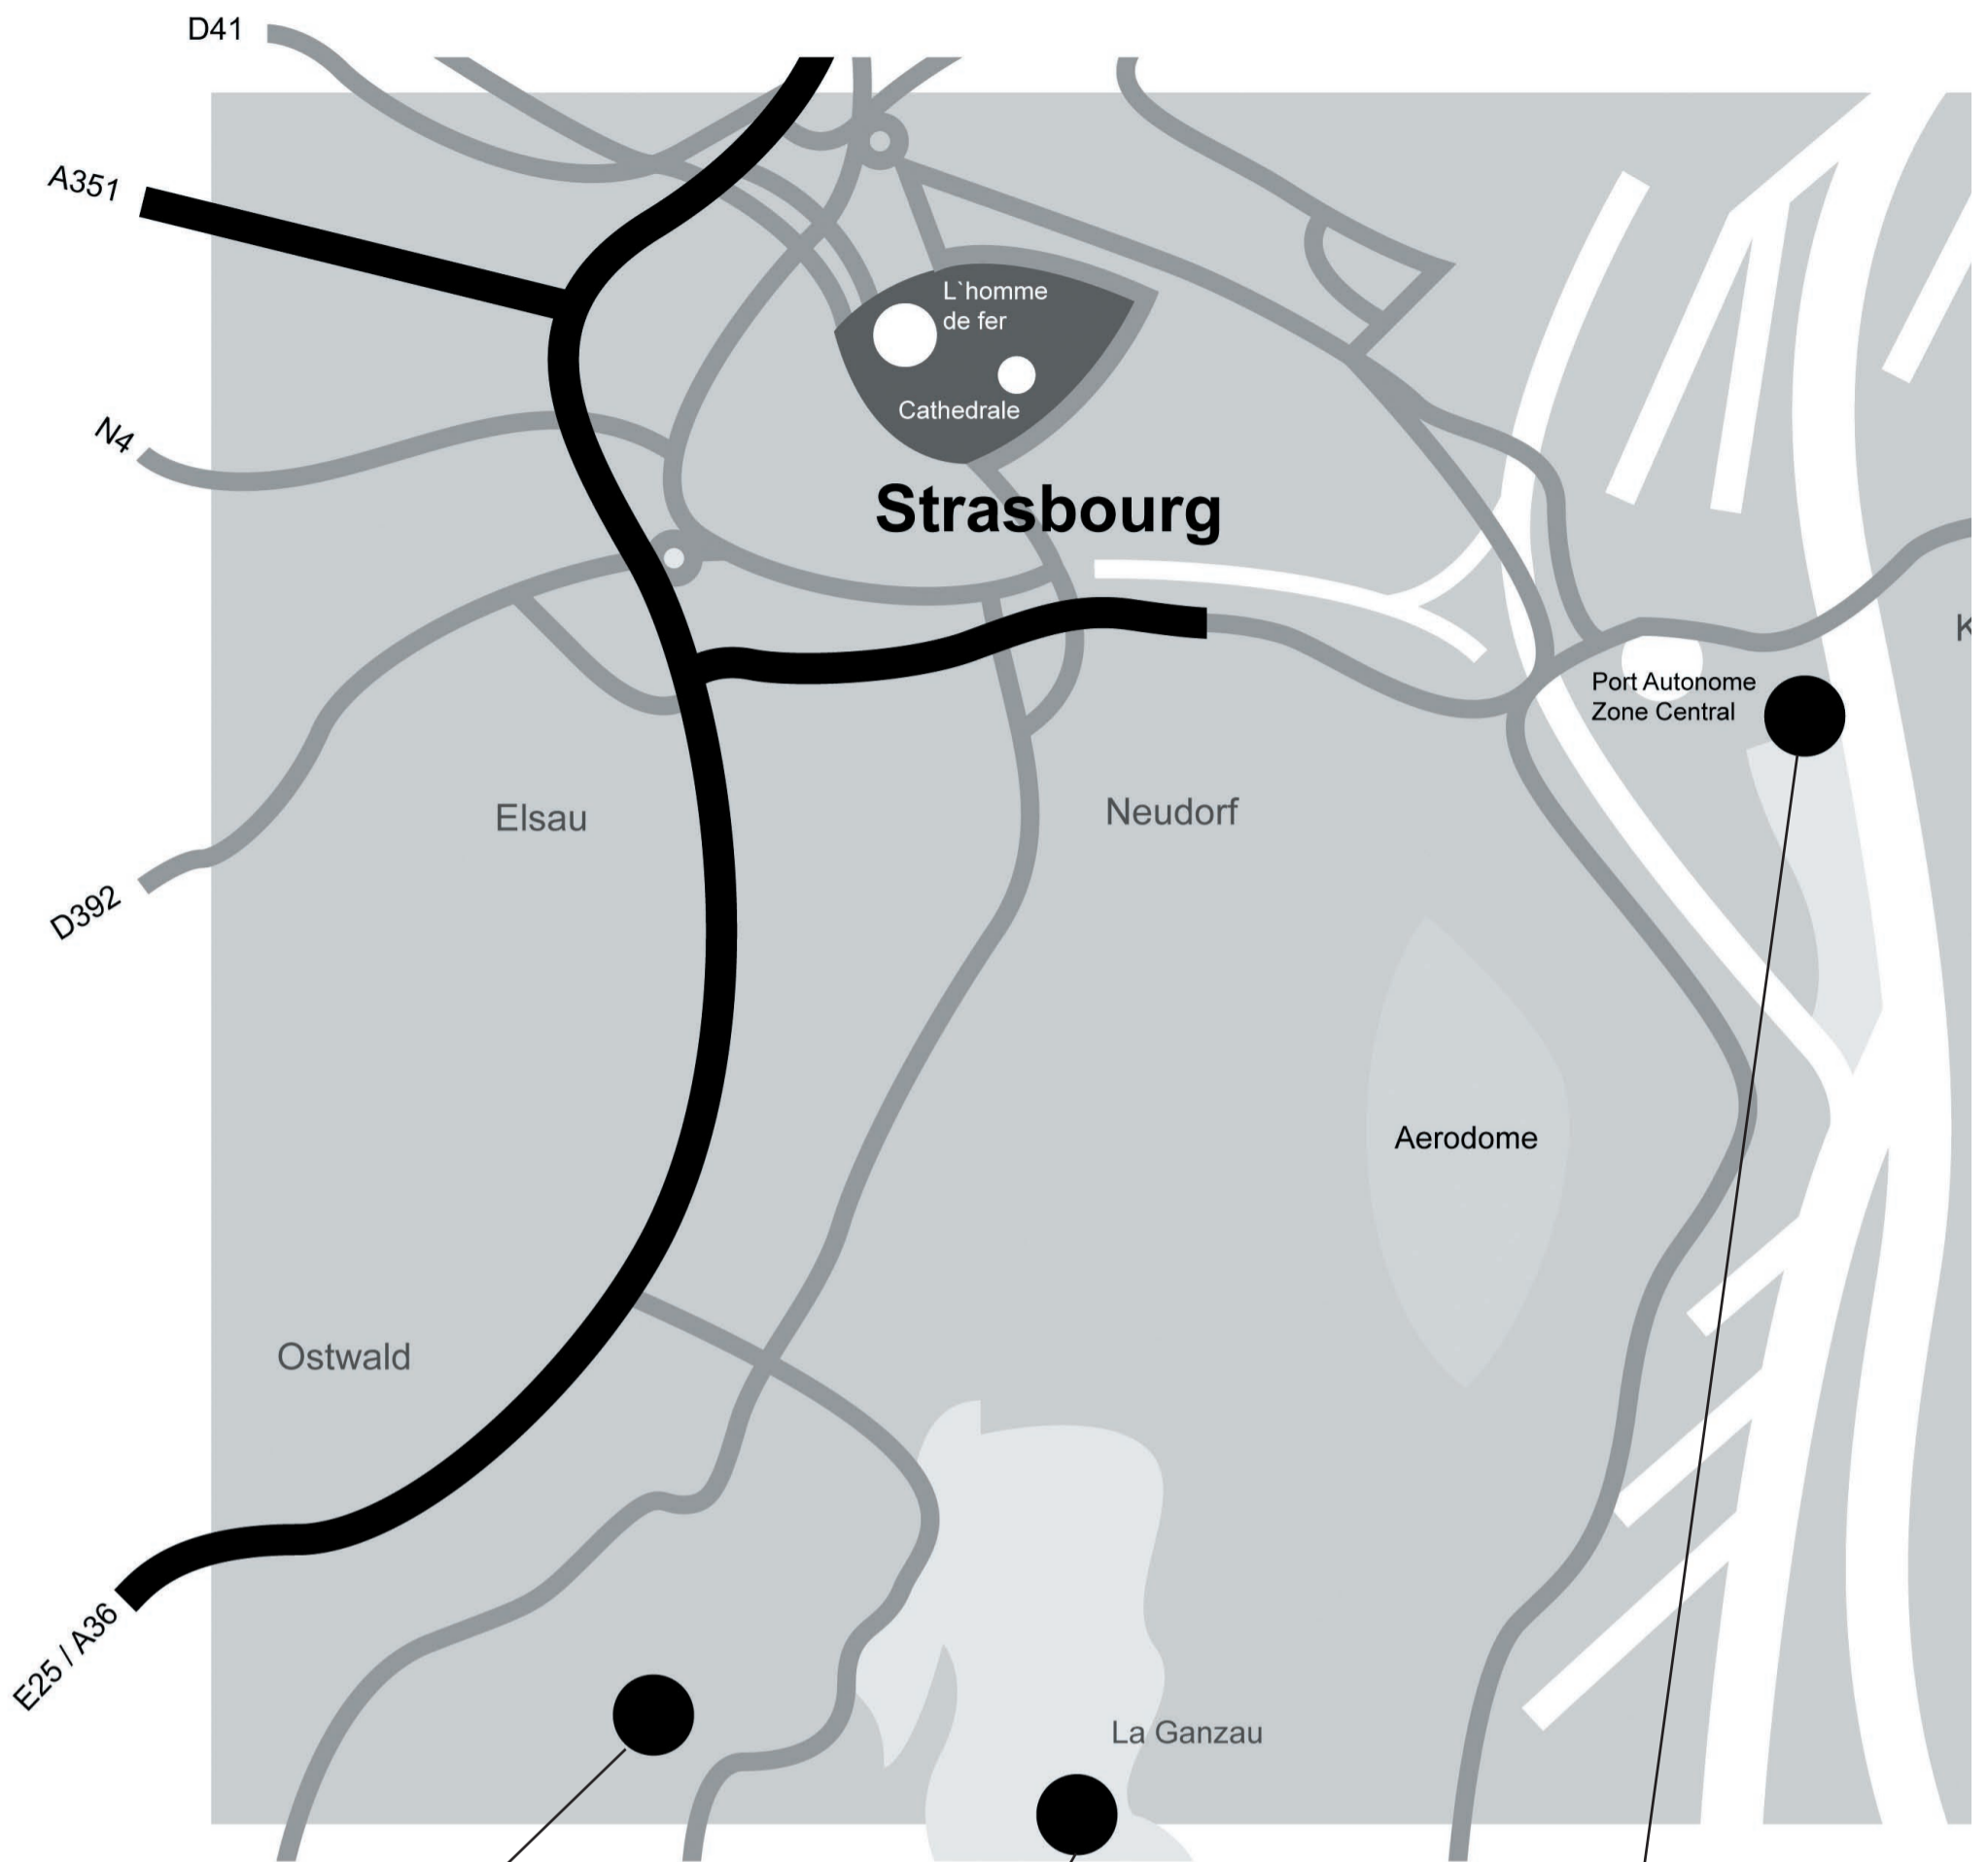 D41
A351
L`homme
de fer
Cathedrale
N4
Strasbourg
K
Port Autonome
Zone Central
Elsau
Neudorf
D392
Aerodome
Ostwald
E25 / A36
La Ganzau